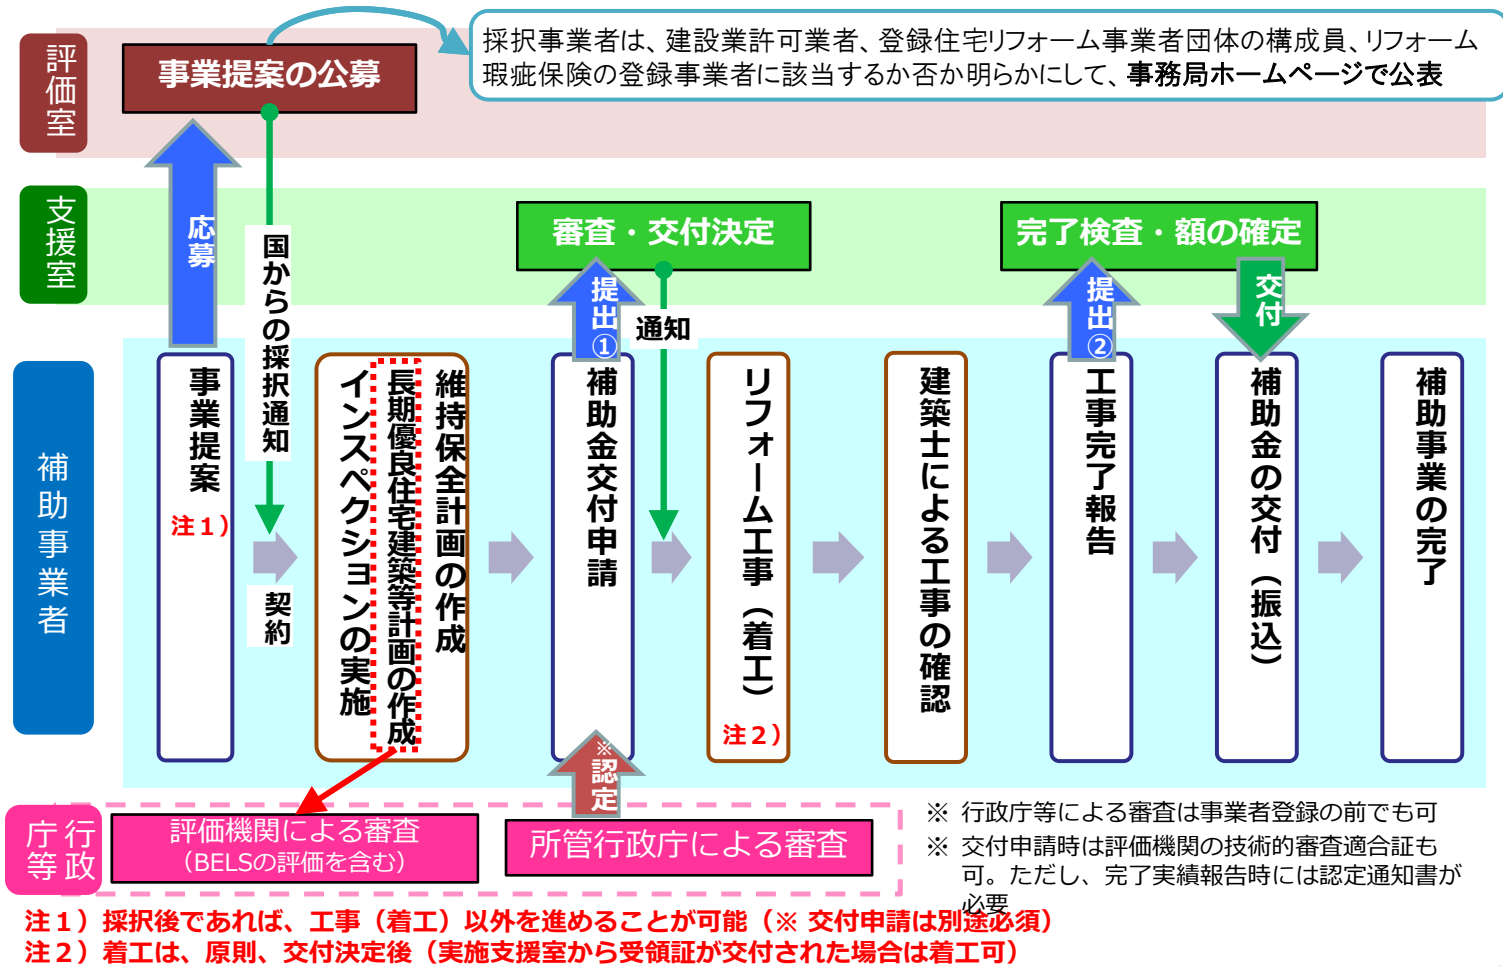 評価室
事業提案の公募
採択事業者は、建設業許可業者、登録住宅リフォーム事業者団体の構成員、リフォーム
瑕疵保険の登録事業者に該当するか否か明らかにして、事務局ホームページで公表
支援室
応募
国からの採択通知
審査・交付決定
提出①
通知
完了検査・額の確定
提出②
交付
補助事業者
事業提案
注１）
契約
維持保全計画の作成
長期優良住宅建築等計画の作成
インスペクションの実施
補助金交付申請
リフォーム工事（着工）
注２）
建築士による工事の確認
工事完了報告
補助金の交付（振込）
補助事業の完了
※認定
行政
庁等
評価機関による審査
（BELSの評価を含む）
所管行政庁による審査
※ 行政庁等による審査は事業者登録の前でも可
※ 交付申請時は評価機関の技術的審査適合証も
可。ただし、完了実績報告時には認定通知書が
必要
注１）採択後であれば、工事（着工）以外を進めることが可能（※ 交付申請は別途必須）
注２）着工は、原則、交付決定後（実施支援室から受領証が交付された場合は着工可）